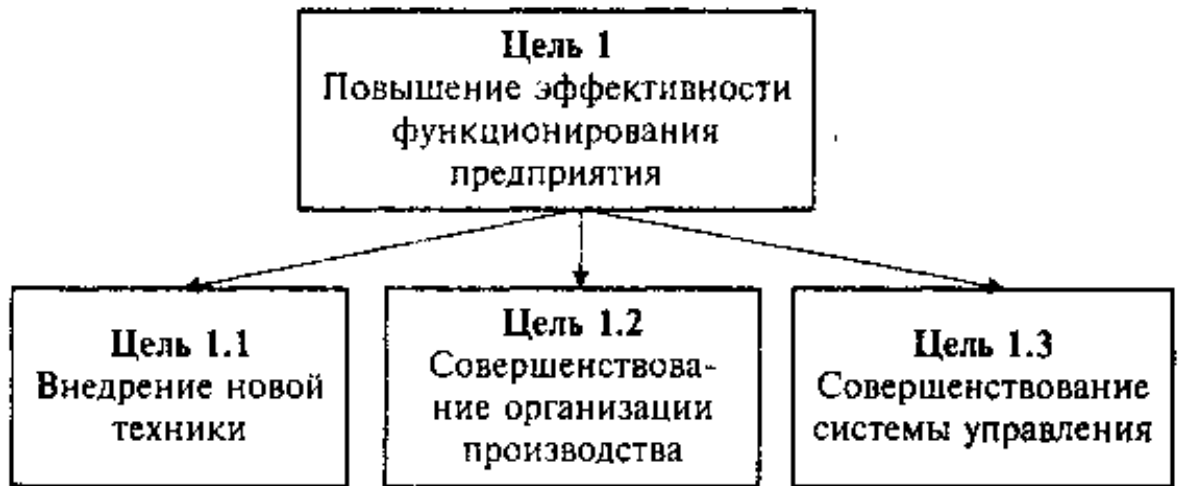 Цель 1
Повышение эффективности
функционирования
предприятия
Цель 1.1
Внедрение новой
техники
Цель 1.2
Совершенствова-
ние организации
производства
Цель 1.3
Совершенствование
системы управления